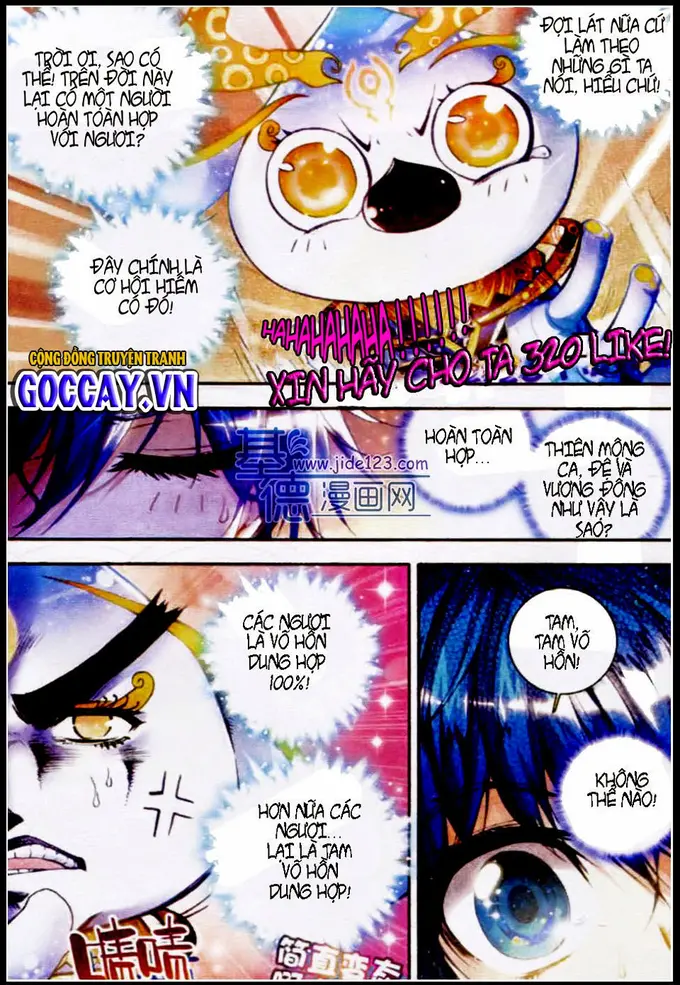 TRỜI ƠI, SAO CÓ
THỂ! TRÊN ĐỜI NÀY
LẠI CÓ MỘT NGƯỜI
HOÀN TOÀN HỢP
VỚI NGƯƠI?
ĐỢI LÁT NỮA CỨ
LÀM THEO
NHỮNG GÌ TA
NÓI, HIỂU CHỨ!
ĐÂY CHÍNH LÀ
CƠ HỘI HIẾM
CÓ ĐÓ!
HAHAHAHAHA!!!!!!
XIN HÃY CHO TA 320 LIKE!
CỘNG ĐỒNG TRUYỆN TRANH
GOCCAY.VN
HOÀN TOÀN
HỢP...
THIÊN MỘNG
CA, ĐỆ VÀ
VƯƠNG ĐÔNG
NHƯ VẬY LÀ
SAO?
基德
www.jide123.com
漫画网
CÁC NGƯƠI
LÀ VÕ HỒN
DUNG HỢP
100%!
TAM,
TAM VÕ
HỒN!
KHÔNG
THỂ NÀO!
HƠN NỮA CÁC
NGƯƠI...
LẠI LÀ TAM
VÕ HỒN
DUNG HỢP!
啧啧